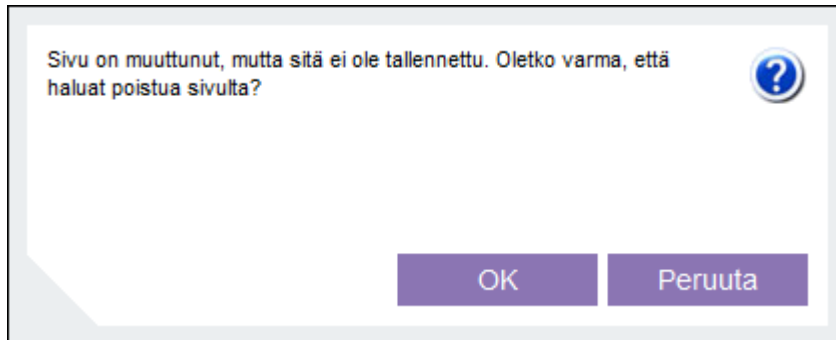 Sivu on muuttunut, mutta sitä ei ole tallennettu. Oletko varma, että
haluat poistua sivulta?
OK
Peruuta